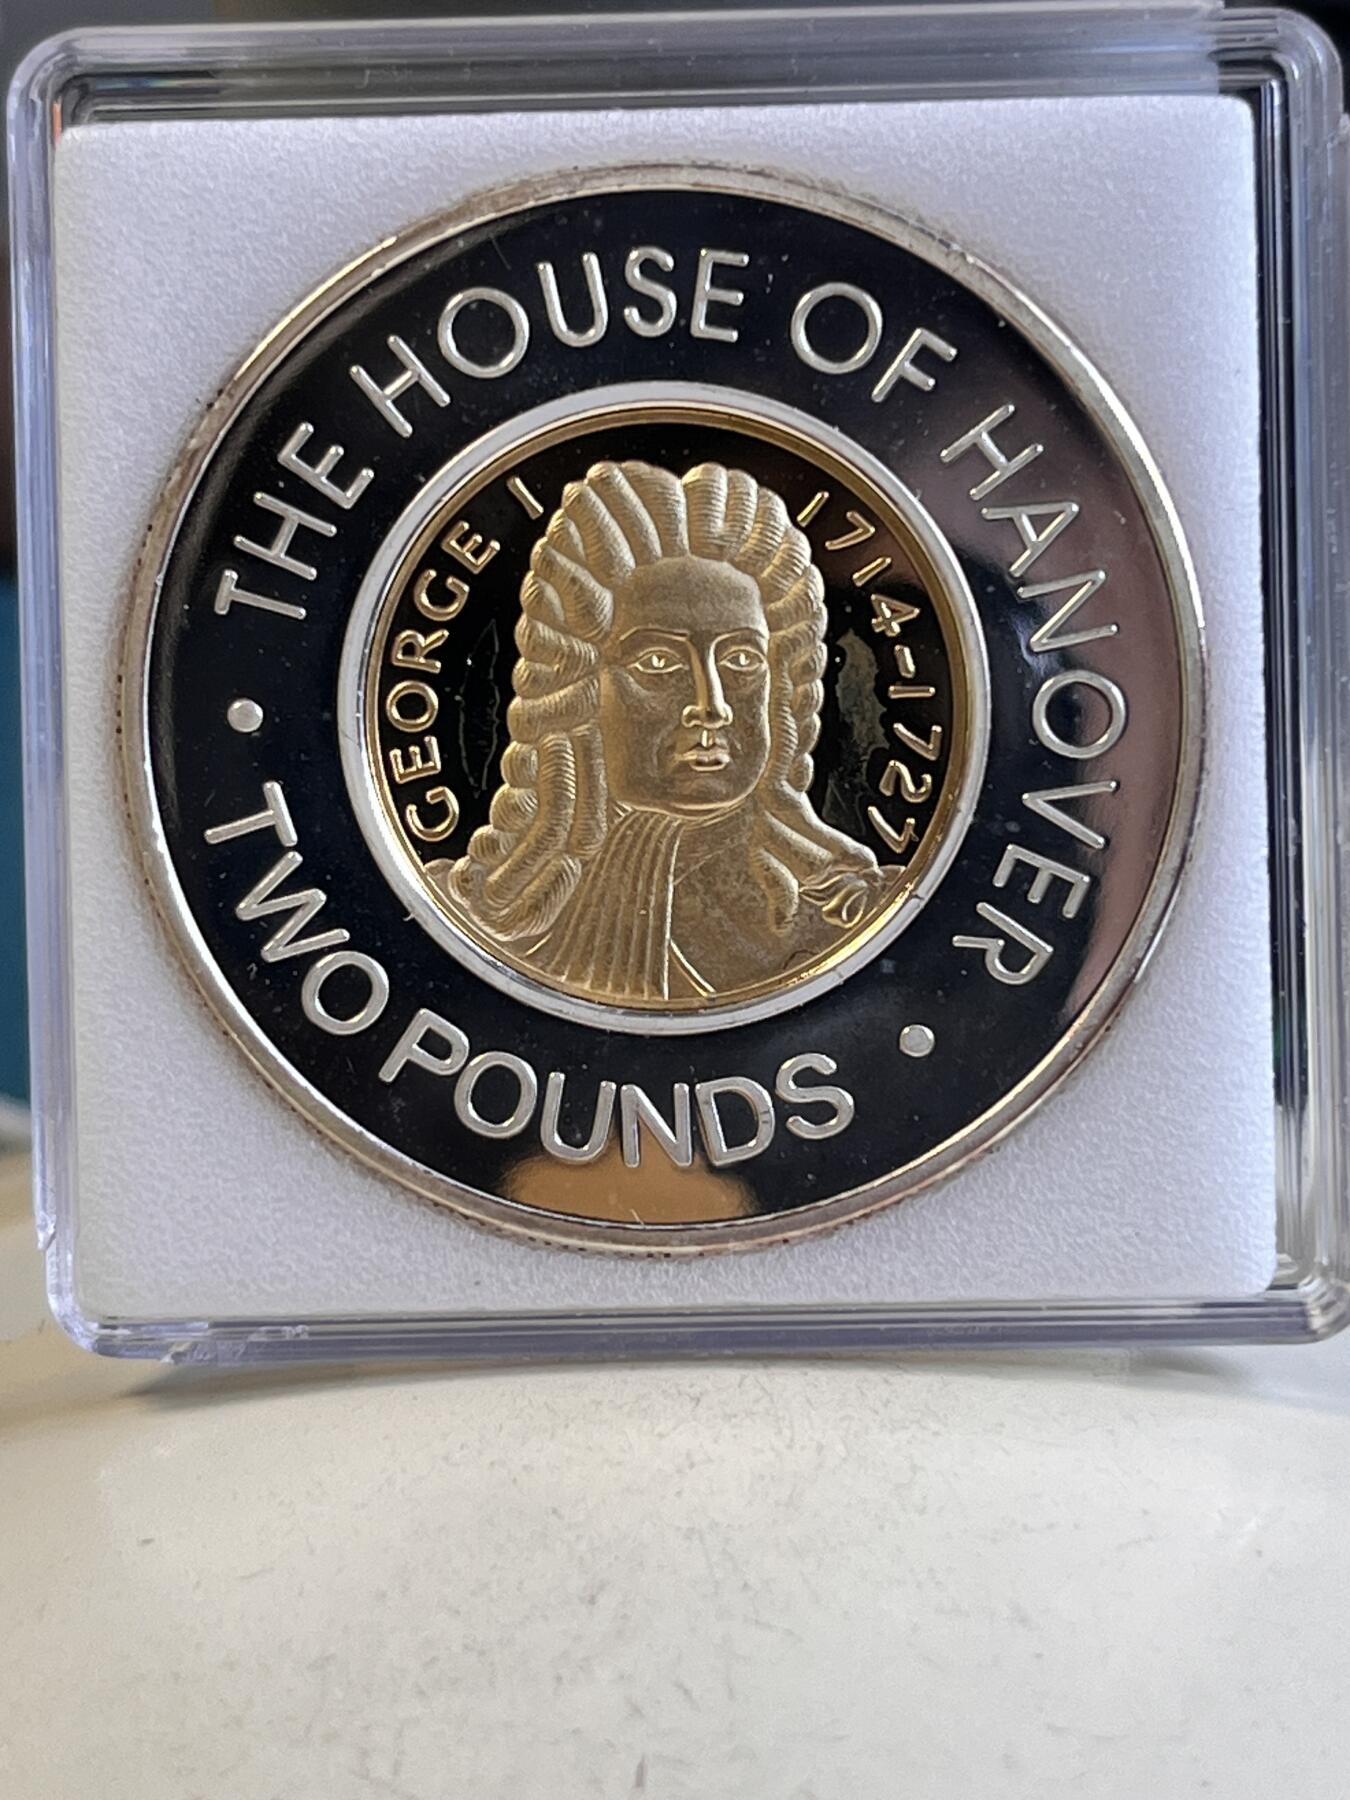 THE HOUSE OF HANOVER
GEORGE I 1714-1727
TWO POUNDS